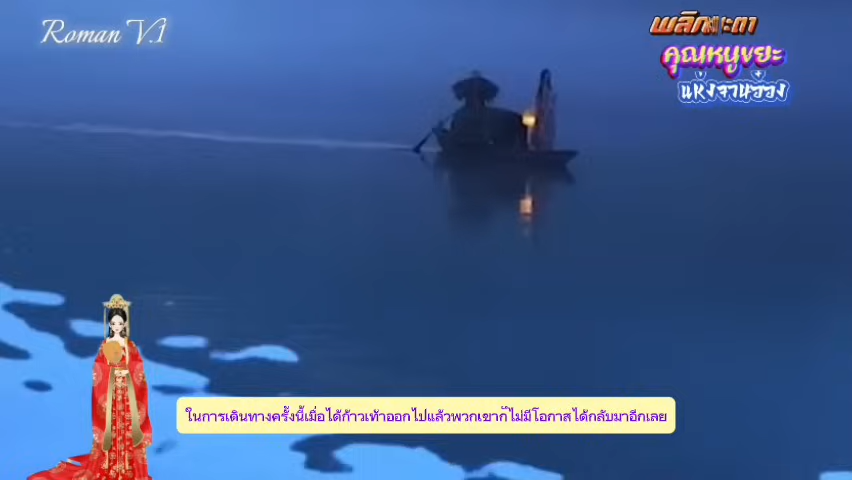 Roman V.1
พลิกชะตา
คุณหนูขยะ
แห่งจวนอ๋อง
ในการเดินทางครั้งนี้เมื่อได้ก้าวเท้าออกไปแล้วพวกเขาก็ไม่มีโอกาสได้กลับมาอีกเลย